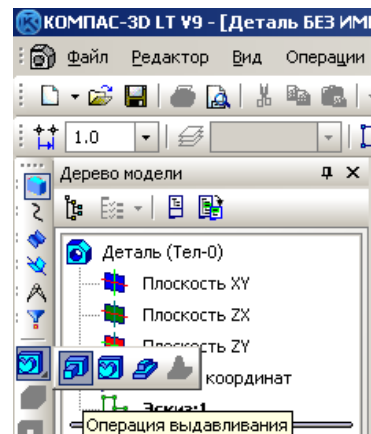 КОМПАС-3D LT V9 - [Деталь БЕЗ ИМ
Файл Редактор Вид Операции
1.0
Дерево модели
Деталь (Тел-0)
Плоскость XY
Плоскость ZX
Плоскость ZY
координат
Эскиз:1
Операция выдавливания